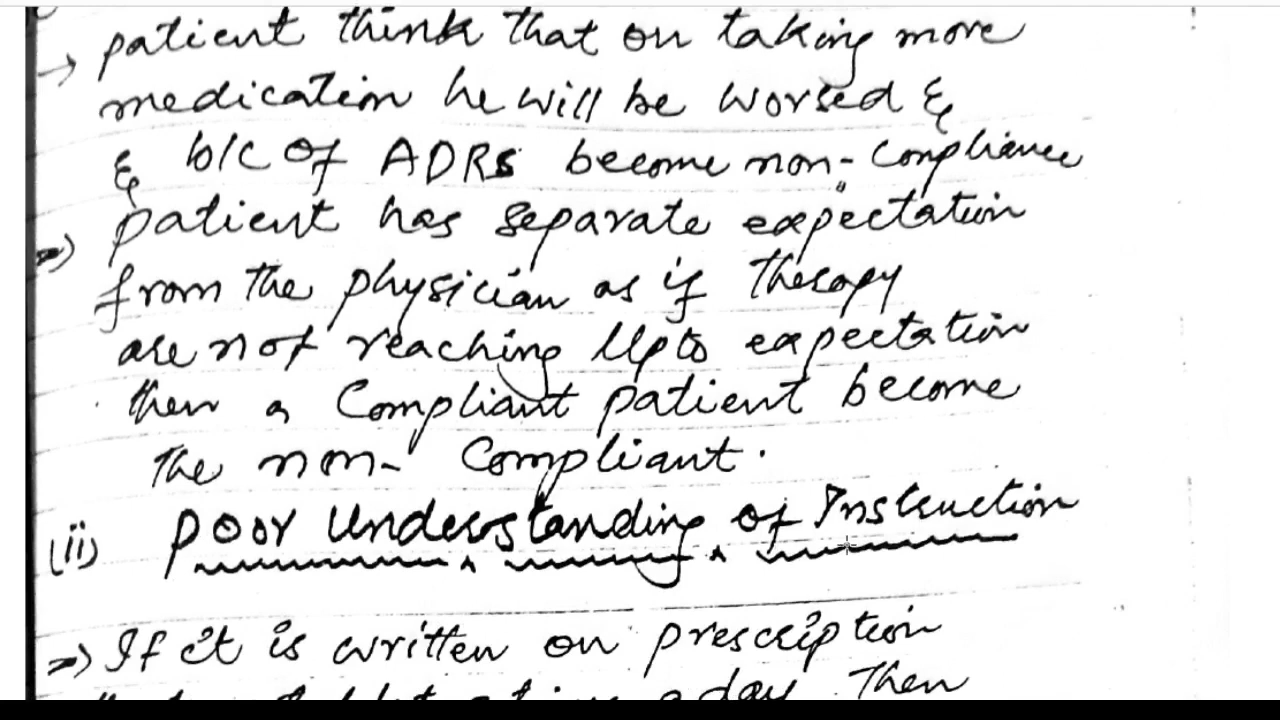 → patient think that on taking more
medication he will be worsed &
& b/c of ADRs become non-compliance
⇒ patient has separate expectation
from the physician as if therapy
are not reaching upto expectation
then a Compliant patient become
the non- Compliant.
(ii) Poor Understanding of Instruction
⇒ If it is written on prescription
a day. Then